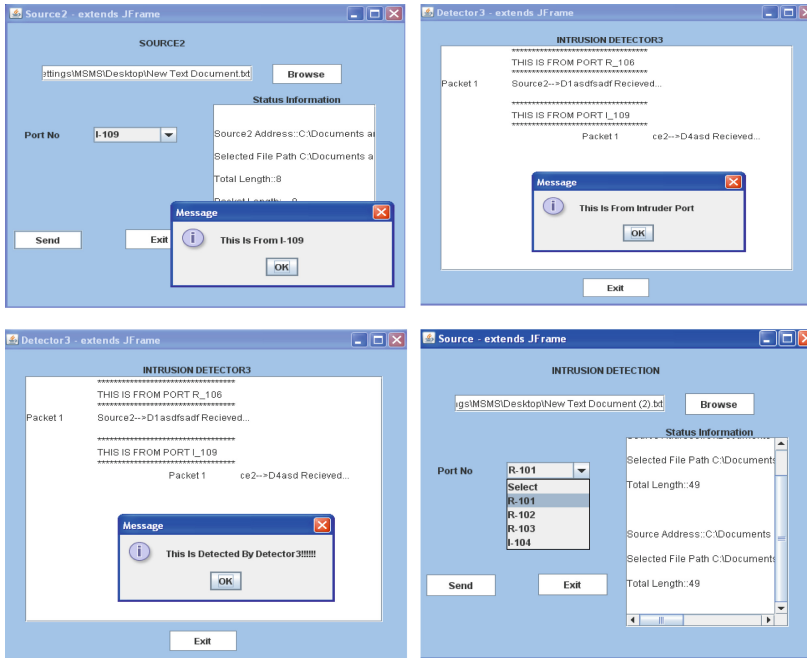 Source2 - extends JFrame
SOURCE2
ettings\MSMS\Desktop\New Text Document.txt
Browse
Status Information
Port No
I-109
Source2 Address::C:\Documents a
Selected File Path C:\Documents a
Total Length::8
Message
This Is From I-109
OK
Send
Exit
Detector3 - extends JFrame
INTRUSION DETECTOR3
**********************************
THIS IS FROM PORT R_106
**********************************
Packet 1
Source2-->D1asdfsadf Recieved...
**********************************
THIS IS FROM PORT I_109
**********************************
Packet 1
ce2-->D4asd Recieved...
Message
This Is From Intruder Port
OK
Exit
Detector3 - extends JFrame
INTRUSION DETECTOR3
**********************************
THIS IS FROM PORT R_106
**********************************
Packet 1
Source2-->D1asdfsadf Recieved...
**********************************
THIS IS FROM PORT I_109
**********************************
Packet 1
ce2-->D4asd Recieved...
Message
This Is Detected By Detector3!!!!!!
OK
Exit
Source - extends JFrame
INTRUSION DETECTION
gs\MSMS\Desktop\New Text Document (2).txt
Browse
Status Information
Port No
R-101
Select
R-101
R-102
R-103
I-104
Selected File Path C:\Documents
Total Length::49
Source Address::C:\Documents
Selected File Path C:\Documents
Total Length::49
Send
Exit